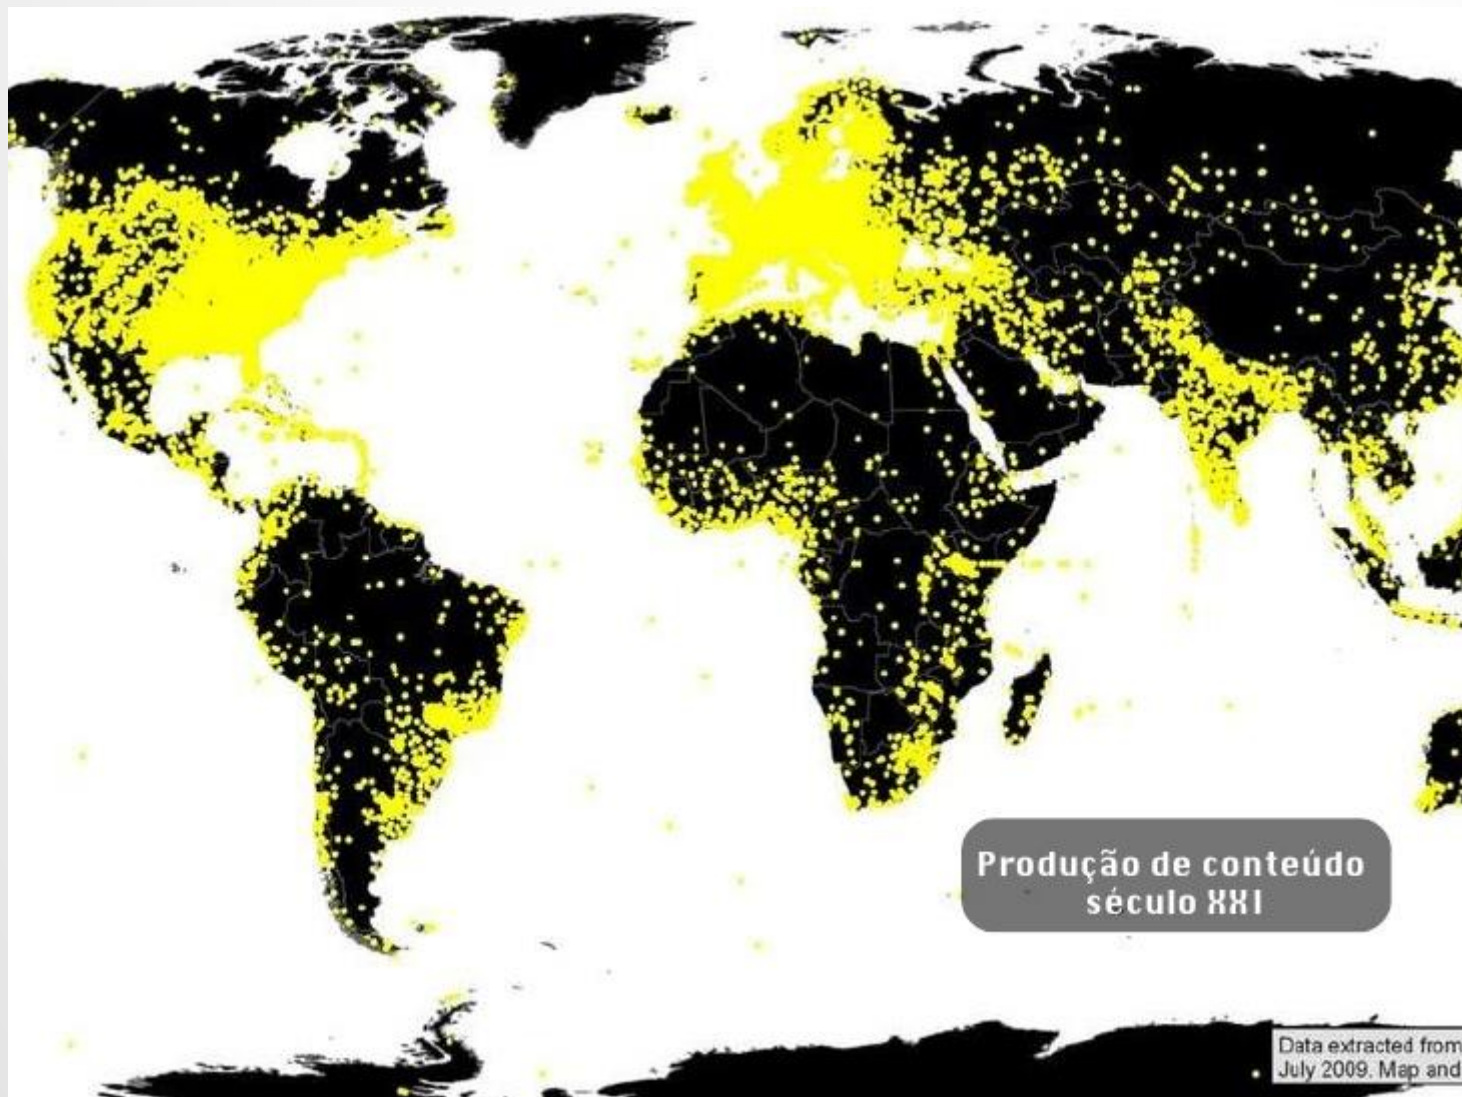 Produção de conteúdo
século XXI
Data extracted from
July 2009. Map and